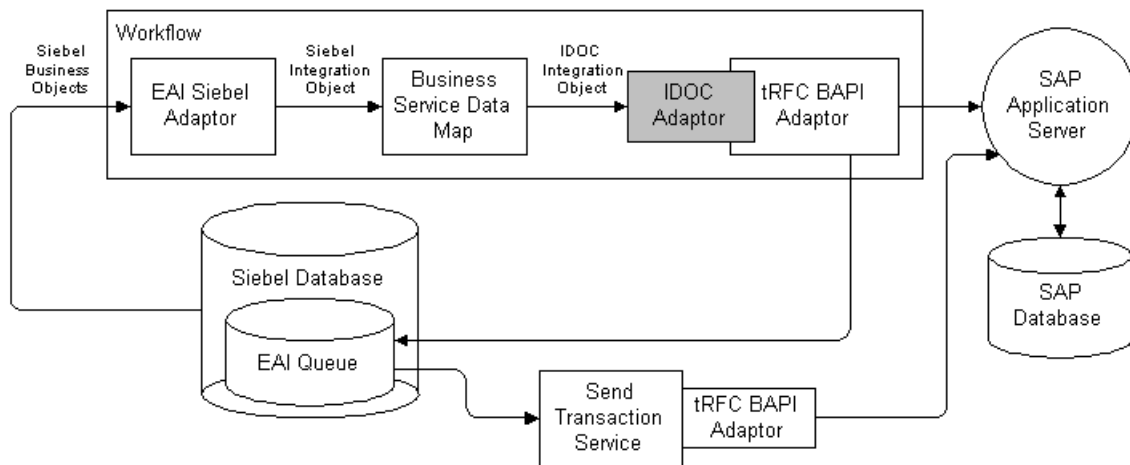 Workflow
Siebel
Business
Objects
EAI Siebel
Adaptor
Siebel
Integration
Object
Business
Service Data
Map
IDOC
Integration
Object
IDOC
Adaptor
tRFC BAPI
Adaptor
SAP
Application
Server
Siebel Database
EAI Queue
SAP
Database
Send
Transaction
Service
tRFC BAPI
Adaptor